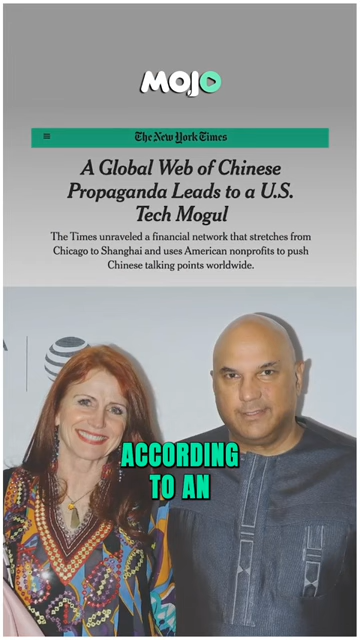 MOJO
The New York Times
A Global Web of Chinese
Propaganda Leads to a U.S.
Tech Mogul
The Times unraveled a financial network that stretches from
Chicago to Shanghai and uses American nonprofits to push
Chinese talking points worldwide.
ACCORDING
TO AN